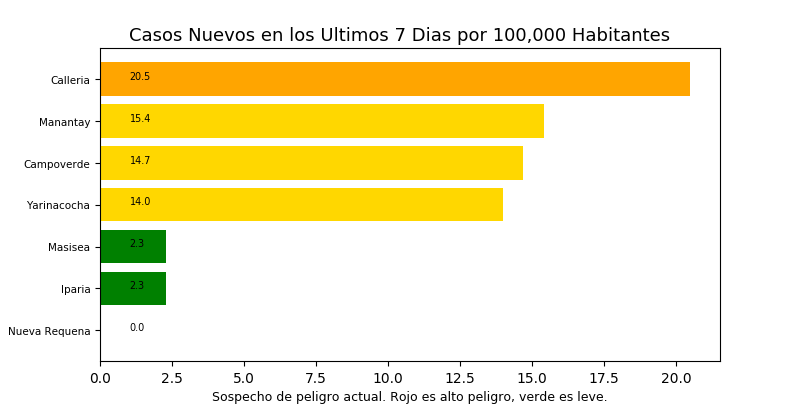 Casos Nuevos en los Ultimos 7 Dias por 100,000 Habitantes
Calleria 20.5
Manantay 15.4
Campoverde 14.7
Yarinacocha 14.0
Masisea 2.3
Iparia 2.3
Nueva Requena 0.0
0.0 2.5 5.0 7.5 10.0 12.5 15.0 17.5 20.0
Sospecho de peligro actual. Rojo es alto peligro, verde es leve.